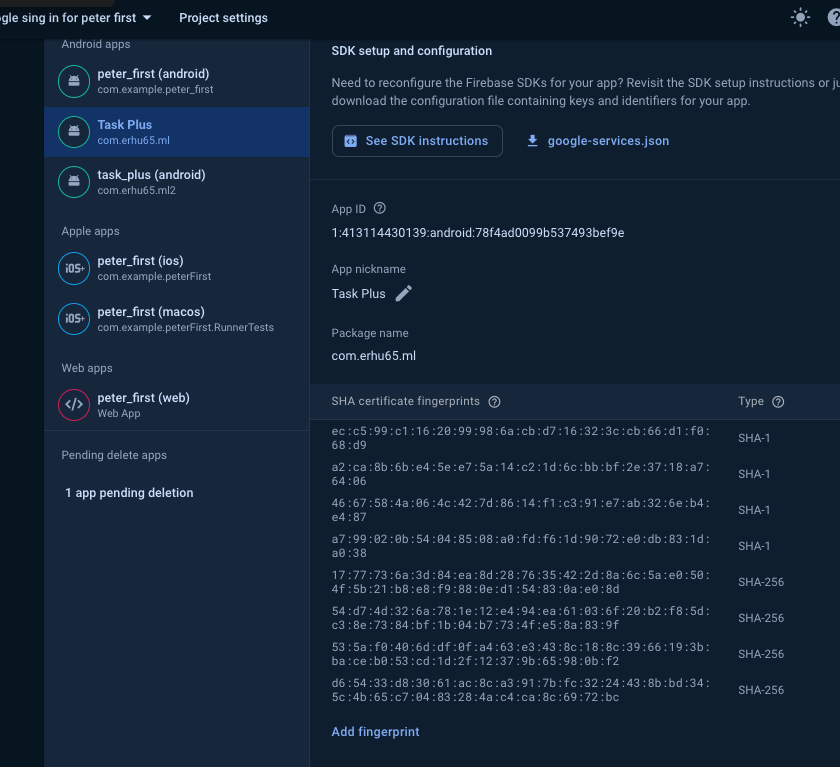 gle sing in for peter first
Project settings
Android apps
peter_first (android)
com.example.peter_first
Task Plus
com.erhu65.ml
task_plus (android)
com.erhu65.ml2
Apple apps
iOS+
peter_first (ios)
com.example.peterFirst
iOS+
peter_first (macos)
com.example.peterFirst.RunnerTests
Web apps
peter_first (web)
Web App
Pending delete apps
1 app pending deletion
SDK setup and configuration
Need to reconfigure the Firebase SDKs for your app? Revisit the SDK setup instructions or ju
download the configuration file containing keys and identifiers for your app.
See SDK instructions
google-services.json
App ID
1:413114430139:android:78f4ad0099b537493bef9e
App nickname
Task Plus
Package name
com.erhu65.ml
SHA certificate fingerprints
Type
ec:c5:99:c1:16:20:99:98:6a:cb:d7:16:32:3c:cb:66:d1:f0:
68:d9
SHA-1
a2:ca:8b:6b:e4:5e:e7:5a:14:c2:1d:6c:bb:bf:2e:37:18:a7:
64:06
SHA-1
46:67:58:4a:06:4c:42:7d:86:14:f1:c3:91:e7:ab:32:6e:b4:
e4:87
SHA-1
a7:99:02:0b:54:04:85:08:a0:fd:f6:1d:90:72:e0:db:83:1d:
a0:38
SHA-1
17:77:73:6a:3d:84:ea:8d:28:76:35:42:2d:8a:6c:5a:e0:50:
4f:5b:21:b8:e8:f9:88:0e:d1:54:83:0a:e0:8d
SHA-256
54:d7:4d:32:6a:78:1e:12:e4:94:ea:61:03:6f:20:b2:f8:5d:
c3:8e:73:84:bf:1b:04:b7:73:4f:e5:8a:83:9f
SHA-256
53:5a:f0:40:6d:df:0f:a4:63:e3:43:8c:18:8c:39:66:19:3b:
ba:ce:b0:53:cd:1d:2f:12:37:9b:65:98:0b:f2
SHA-256
d6:54:33:d8:30:61:ac:8c:a3:91:7b:fc:32:24:43:8b:bd:34:
5c:4b:65:c7:04:83:28:4a:c4:ca:8c:69:72:bc
SHA-256
Add fingerprint